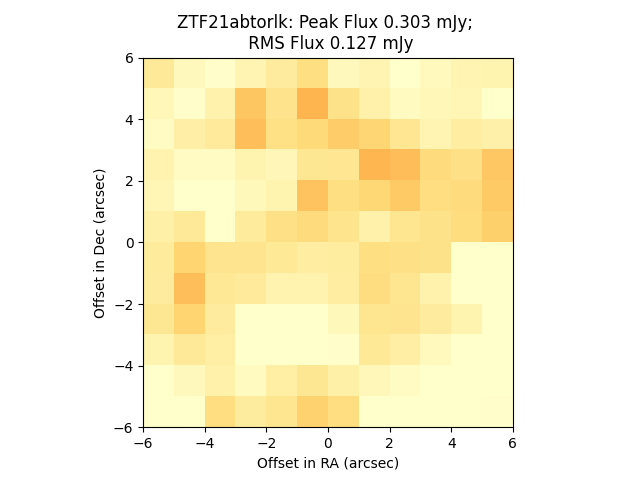 ZTF21abtorlk: Peak Flux 0.303 mJy;
RMS Flux 0.127 mJy
6
4
2
0
−2
−4
−6
Offset in Dec (arcsec)
−6 −4 −2 0 2 4 6
Offset in RA (arcsec)